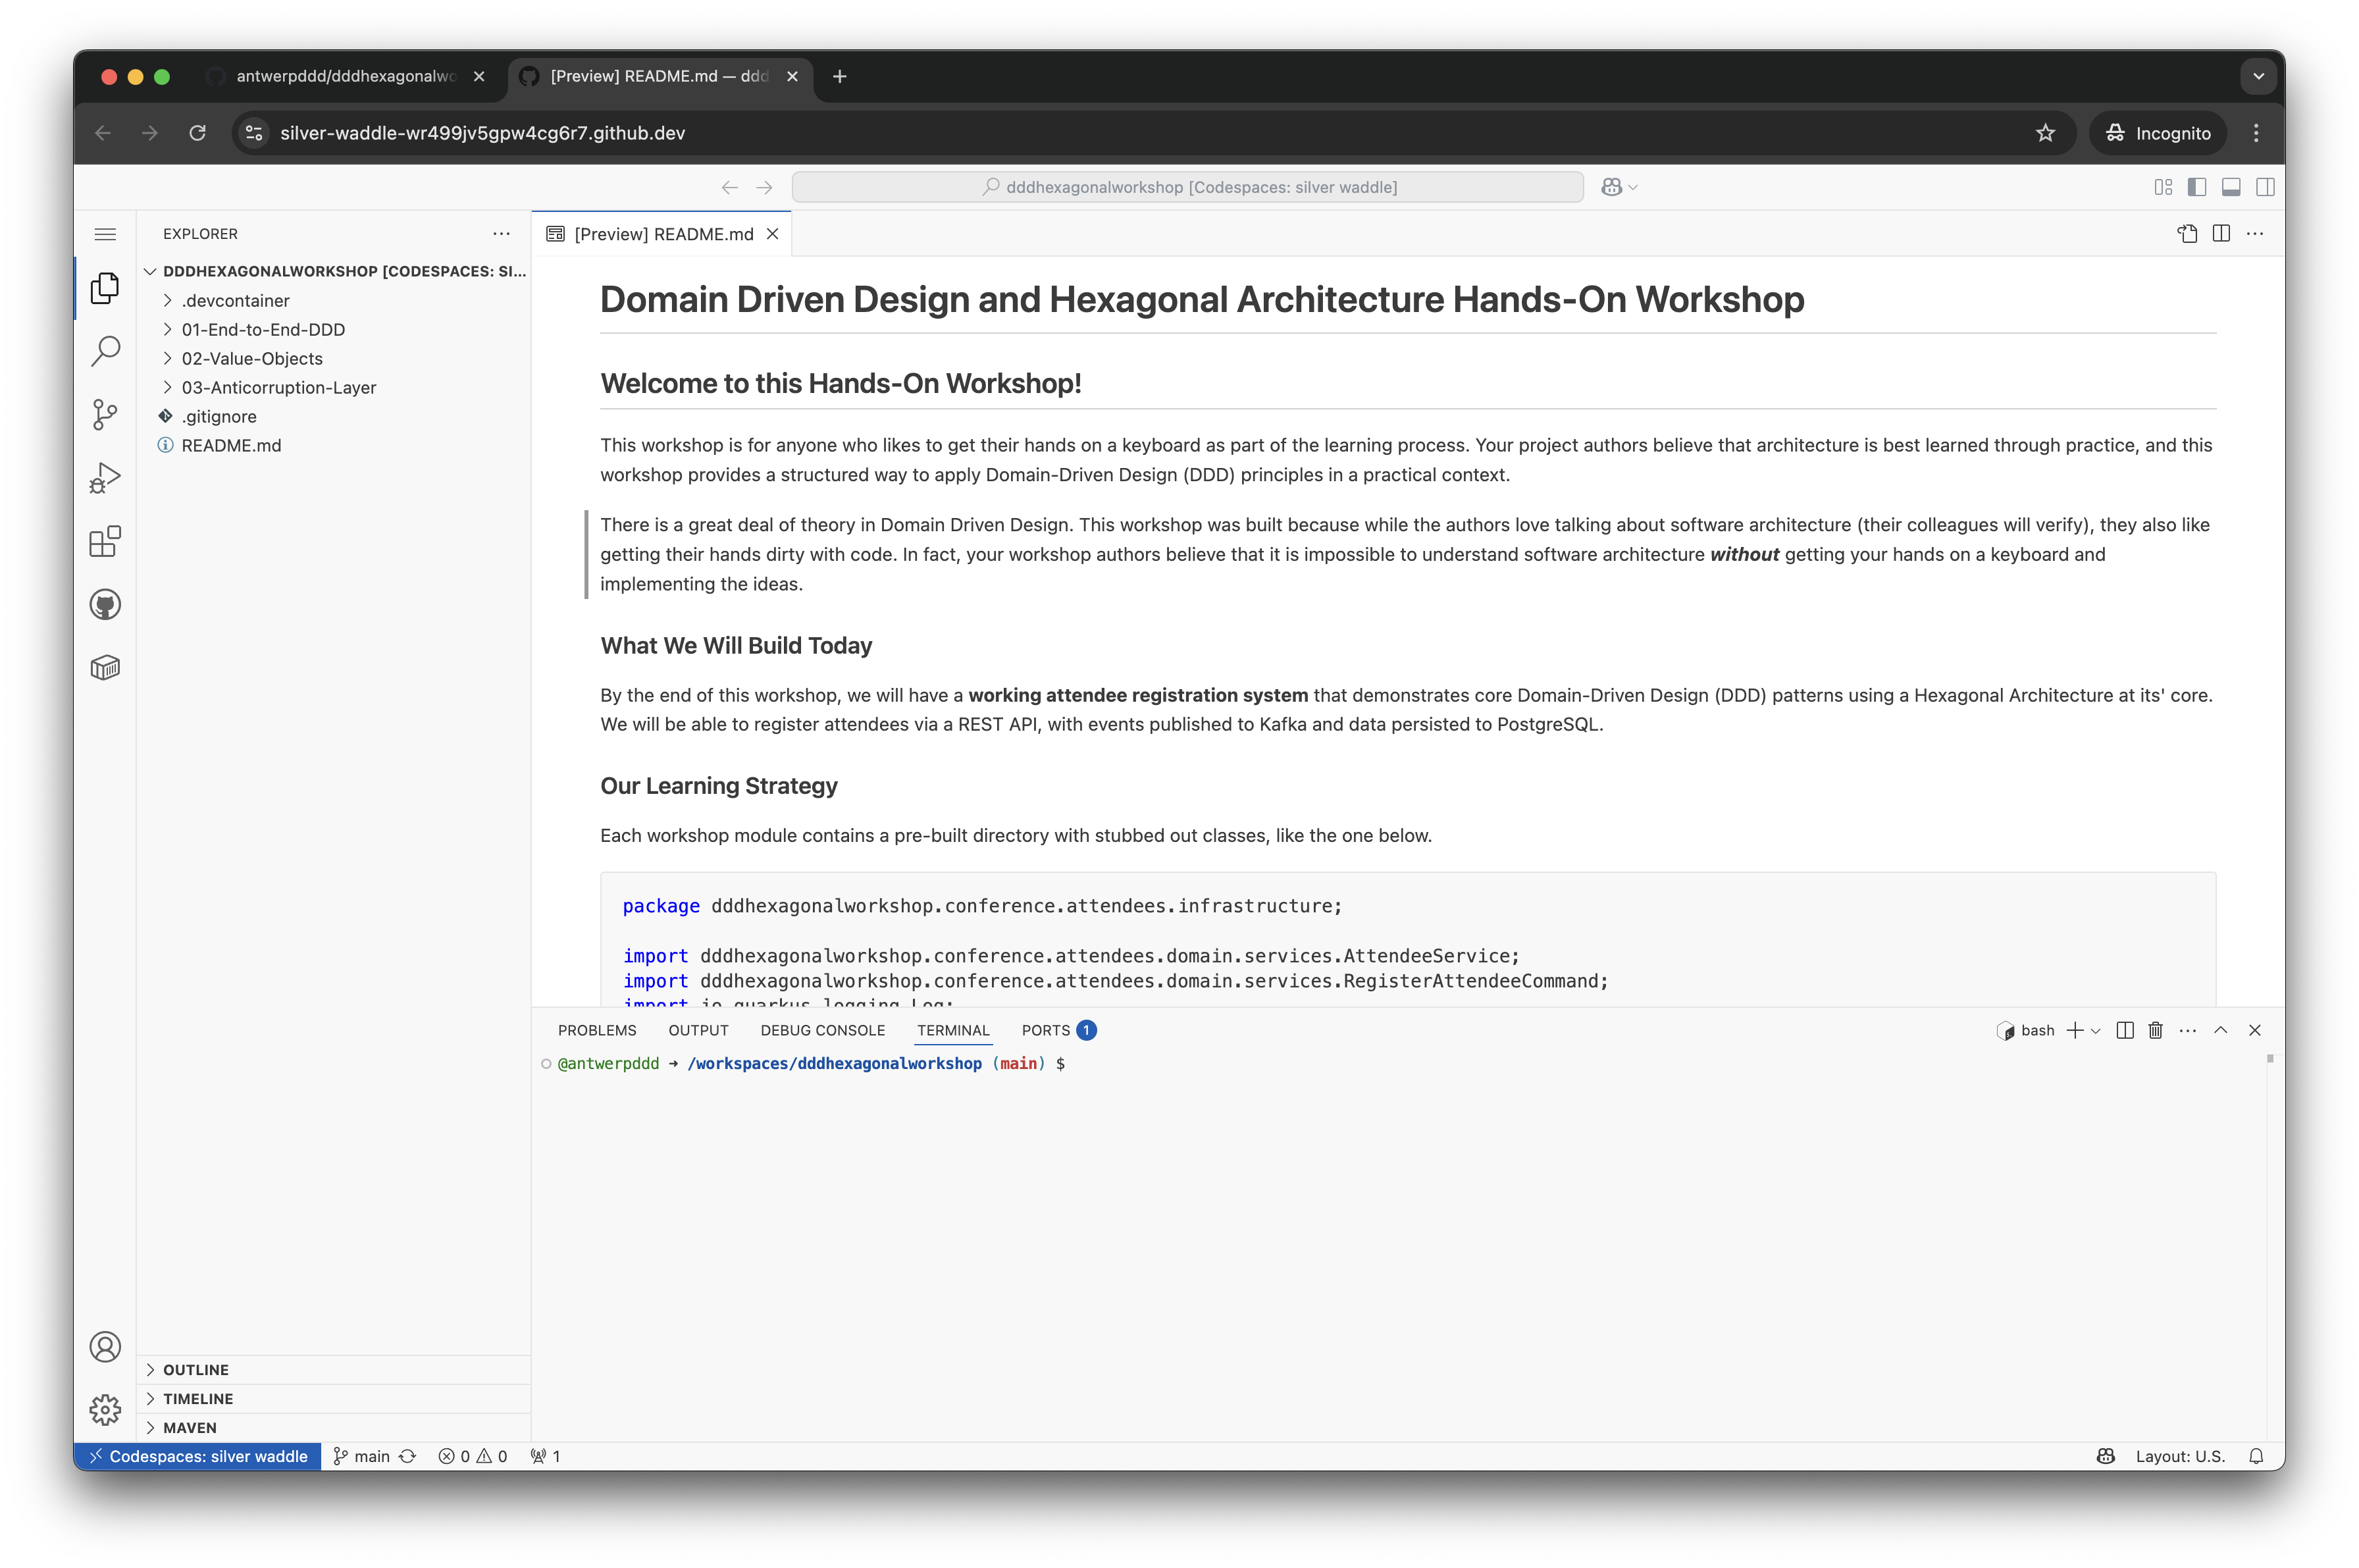 antwerpddd/dddhexagonalwo
[Preview] README.md — ddd
silver-waddle-wr499jv5gpw4cg6r7.github.dev
Incognito
dddhexagonalworkshop [Codespaces: silver waddle]
EXPLORER
DDDHEXAGONALWORKSHOP [CODESPACES: SI...
.devcontainer
01-End-to-End-DDD
02-Value-Objects
03-Anticorruption-Layer
.gitignore
README.md
OUTLINE
TIMELINE
MAVEN
[Preview] README.md
Domain Driven Design and Hexagonal Architecture Hands-On Workshop
Welcome to this Hands-On Workshop!
This workshop is for anyone who likes to get their hands on a keyboard as part of the learning process. Your project authors believe that architecture is best learned through practice, and this
workshop provides a structured way to apply Domain-Driven Design (DDD) principles in a practical context.
There is a great deal of theory in Domain Driven Design. This workshop was built because while the authors love talking about software architecture (their colleagues will verify), they also like
getting their hands dirty with code. In fact, your workshop authors believe that it is impossible to understand software architecture without getting your hands on a keyboard and
implementing the ideas.
What We Will Build Today
By the end of this workshop, we will have a working attendee registration system that demonstrates core Domain-Driven Design (DDD) patterns using a Hexagonal Architecture at its' core.
We will be able to register attendees via a REST API, with events published to Kafka and data persisted to PostgreSQL.
Our Learning Strategy
Each workshop module contains a pre-built directory with stubbed out classes, like the one below.
package dddhexagonalworkshop.conference.attendees.infrastructure;
import dddhexagonalworkshop.conference.attendees.domain.services.AttendeeService;
import dddhexagonalworkshop.conference.attendees.domain.services.RegisterAttendeeCommand;
import io.quarkus.logging.Log;
PROBLEMS OUTPUT DEBUG CONSOLE TERMINAL PORTS 1
bash
@antwerpddd ➜ /workspaces/dddhexagonalworkshop (main) $
Codespaces: silver waddle main 0 0 1 Layout: U.S.